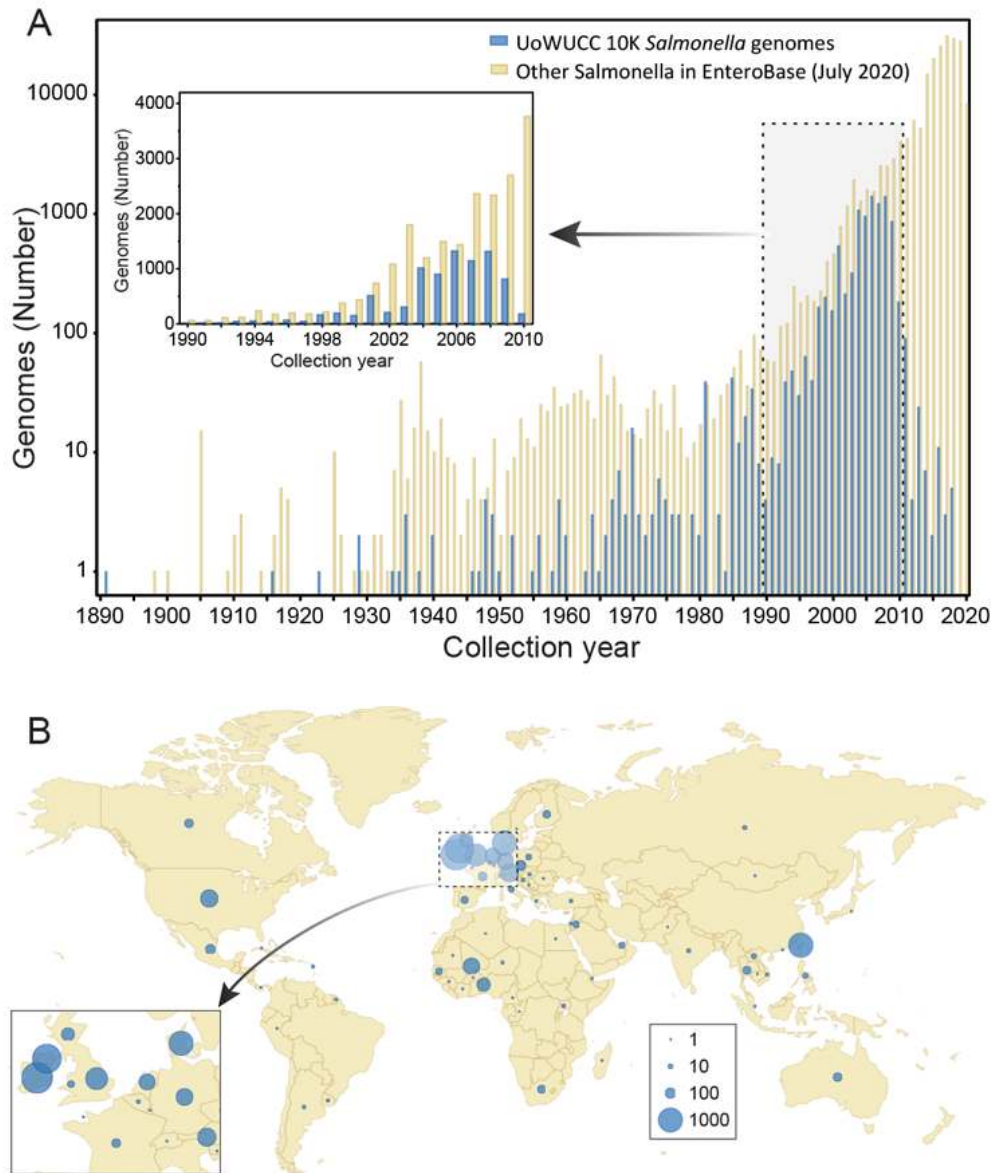 A
UoWUCC 10K Salmonella genomes
Other Salmonella in EnteroBase (July 2020)
Genomes (Number)
10000
1000
100
10
1
1890 1900 1910 1920 1930 1940 1950 1960 1970 1980 1990 2000 2010 2020
Collection year
Genomes (Number)
4000
3000
2000
1000
0
1990 1994 1998 2002 2006 2010
Collection year
B
1
10
100
1000